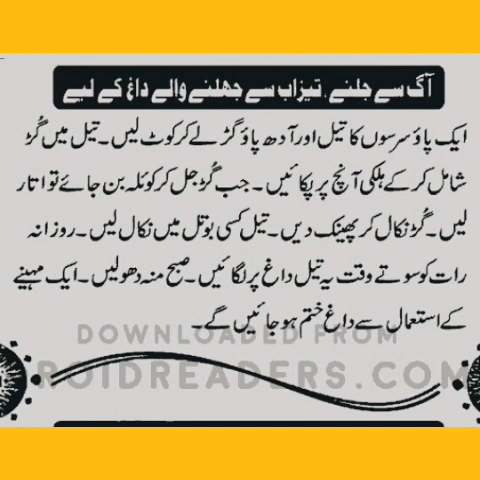 آگ سے جلنے، تیزاب سے جھلنے والے داغ کے لیے
ایک پاؤ سرسوں کا تیل اور آدھ پاؤ گڑ لے کر کوٹ لیں۔ تیل میں گُڑ
شامل کر کے ہلکی آنچ پر پکائیں۔ جب گُڑ جل کر کوئلہ بن جائے تو اتار
لیں۔ گُڑ نکال کر پھینک دیں۔ تیل کسی بوتل میں نکال لیں۔ روزانہ
رات کو سوتے وقت یہ تیل داغ پر لگائیں۔ صبح منہ دھو لیں۔ ایک مہینے
کے استعمال سے داغ ختم ہو جائیں گے۔
DOWNLOADED FROM
ROIDREADERS.COM